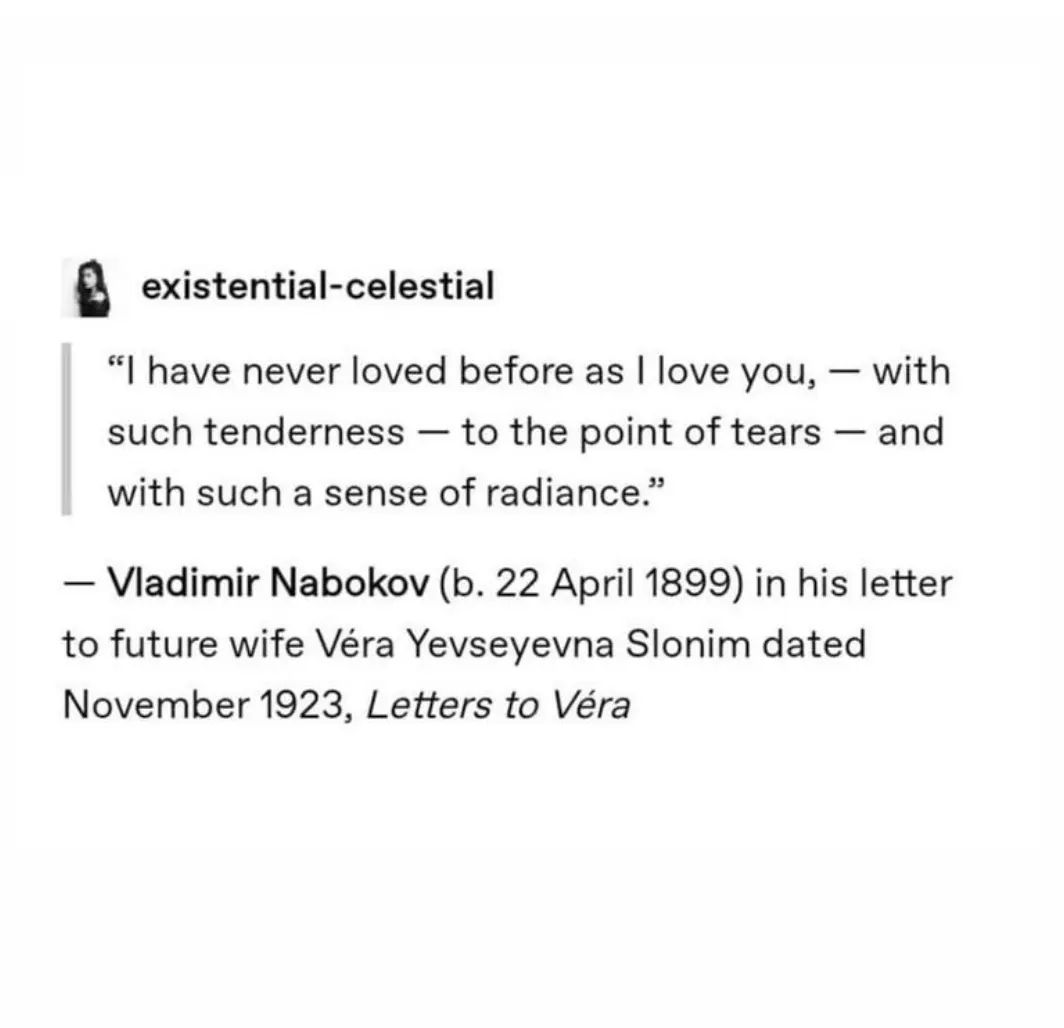 existential-celestial
“I have never loved before as I love you, — with
such tenderness — to the point of tears — and
with such a sense of radiance.”
— Vladimir Nabokov (b. 22 April 1899) in his letter
to future wife Véra Yevseyevna Slonim dated
November 1923, Letters to Véra